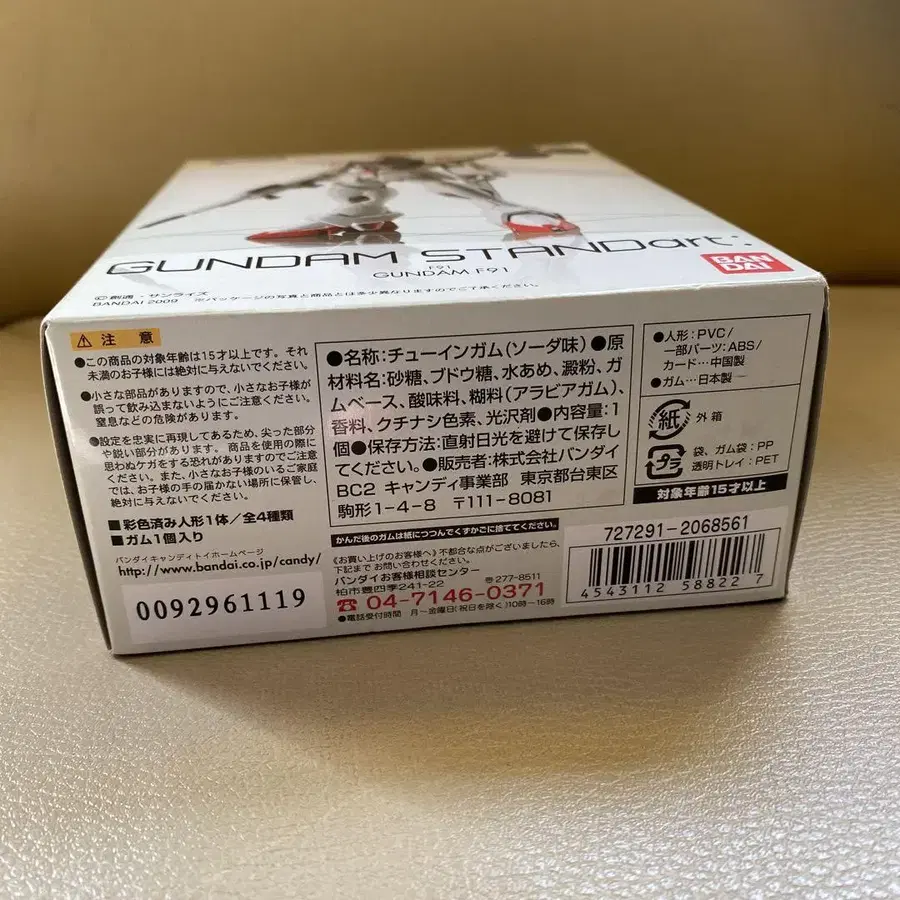 GUNDAM STANDart:
F91
GUNDAM F91
BAN
DAI
©創通・サンライズ
BANDAI 2009 ※パッケージの写真と商品とは多少異なりますのでご了承ください。
注意
●この商品の対象年齢は15才以上です。それ
未満のお子様には絶対に与えないでください。
●小さな部品がありますので、小さなお子様が
誤って飲み込まないようにご注意ください。
窒息などの危険があります。
●設定を忠実に再現してあるため、尖った部分
や鋭い部分があります。商品を使用の際に
思わぬケガをする恐れがありますのでご注意
ください。また、小さなお子様のいるご家庭
では、お子様の手の届かない場所に保管し、
絶対に与えないでください。
■彩色済み人形1体/全4種類
■ガム1個入り
バンダイキャンディトイホームページ
http://www.bandai.co.jp/candy/
0092961119
●名称:チューインガム(ソーダ味)●原
材料名:砂糖、ブドウ糖、水あめ、澱粉、ガ
ムベース、酸味料、糊料(アラビアガム)、
香料、クチナシ色素、光沢剤●内容量:1
個●保存方法:直射日光を避けて保存し
てください。●販売者:株式会社バンダイ
BC2 キャンディ事業部 東京都台東区
駒形1-4-8 〒111-8081
かんだ後のガムは紙につつんでくずかごに捨ててください。
《お買い上げのお客様へ》不都合な点がございましたら、
下記まで お問い合わせください。
バンダイお客様相談センター
柏市豊四季241-22 ☎277-8511
☎04-7146-0371
●電話受付時間 月〜金曜日(祝日を除く)10時〜16時
●人形:PVC/
一部パーツ:ABS/
カード…中国製
●ガム…日本製
紙 外箱
プラ 袋、ガム袋:PP
透明トレイ:PET
対象年齢15才以上
727291-2068561
4 543112 588227